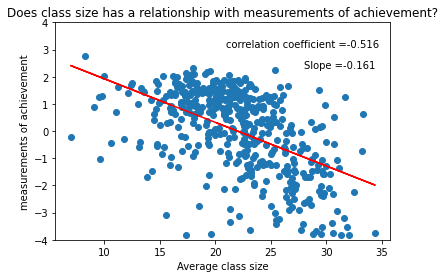 Does class size has a relationship with measurements of achievement?
4
correlation coefficient =-0.516
3
Slope =-0.161
2
1
0
−1
−2
−3
−4
measurements of achievement
10 15 20 25 30 35
Average class size